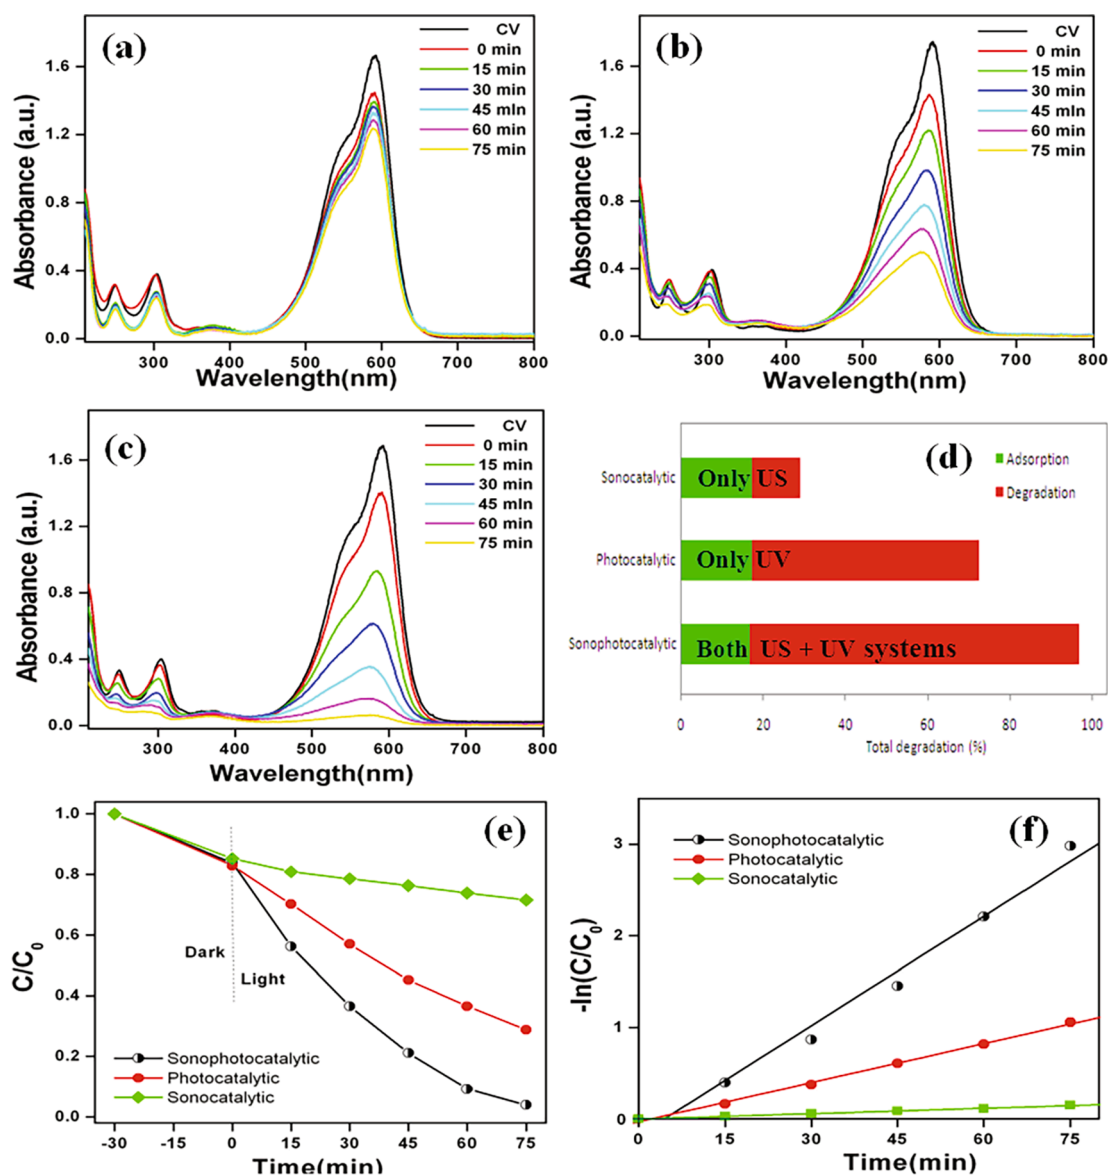 (a)
CV
0 min
15 min
30 min
45 mln
60 min
75 min
1.6
1.2
0.8
0.4
0.0
Absorbance (a.u.)
300 400 500 600 700 800
Wavelength(nm)
(b)
CV
0 min
15 min
30 min
45 mln
60 min
75 min
1.6
1.2
0.8
0.4
0.0
Absorbance (a.u.)
300 400 500 600 700 800
Wavelength(nm)
(c)
CV
0 min
15 min
30 min
45 mln
60 min
75 min
1.6
1.2
0.8
0.4
0.0
Absorbance (a.u.)
300 400 500 600 700 800
Wavelength(nm)
(d)
Adsorption
Degradation
Sonocatalytic
Only US
Photocatalytic
Only UV
Sonophotocatalytic
Both US + UV systems
0 20 40 60 80 100
Total degradation (%)
(e)
1.0
0.8
0.6
0.4
0.2
0.0
C/C0
Dark
Light
Sonophotocatalytic
Photocatalytic
Sonocatalytic
-30 -15 0 15 30 45 60 75
Time(min)
(f)
Sonophotocatalytic
Photocatalytic
Sonocatalytic
3
2
1
0
-ln(C/C0)
0 15 30 45 60 75
Time(min)